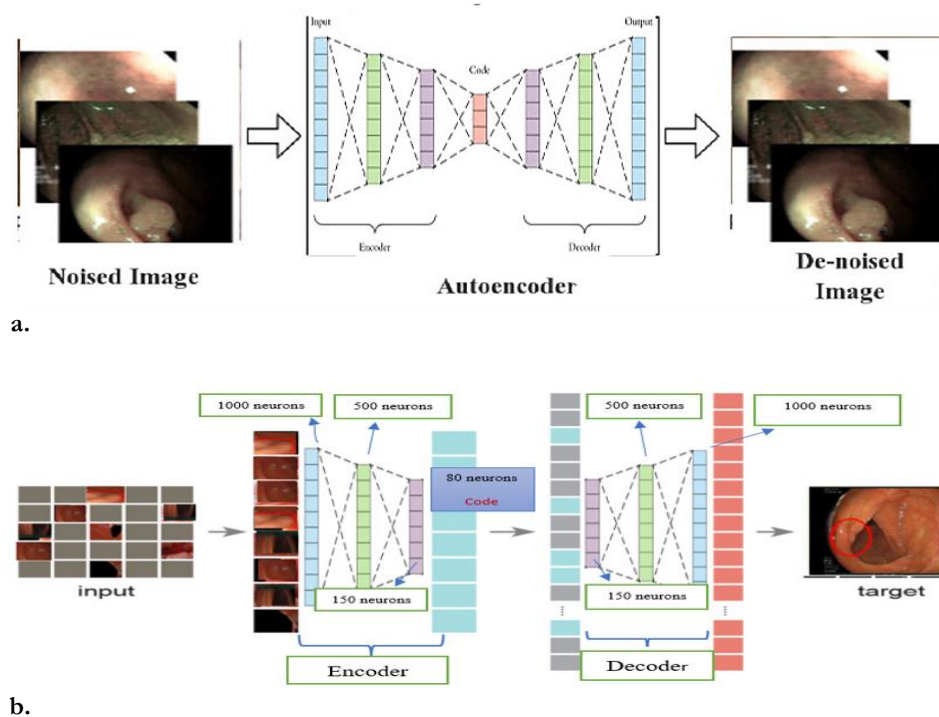 Input
Output
Code
Encoder
Decoder
Noised Image
Autoencoder
De-noised
Image
a.
1000 neurons
500 neurons
500 neurons
1000 neurons
80 neurons
Code
150 neurons
150 neurons
input
target
Encoder
Decoder
b.